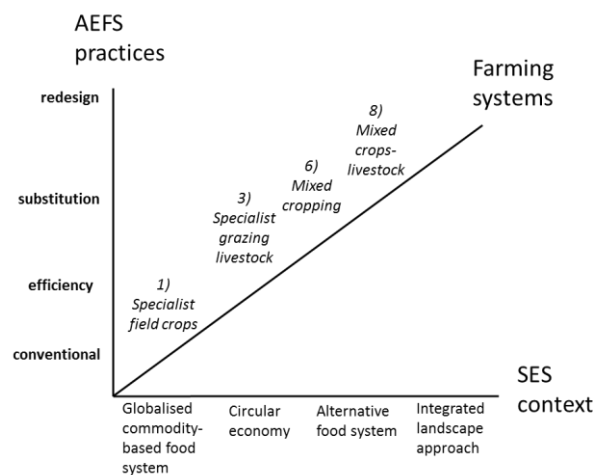 AEFS
practices
redesign
substitution
efficiency
conventional
Farming
systems
8)
Mixed
crops-
livestock
6)
Mixed
cropping
3)
Specialist
grazing
livestock
1)
Specialist
field crops
SES
context
Globalised
commodity-
based food
system
Circular
economy
Alternative
food system
Integrated
landscape
approach